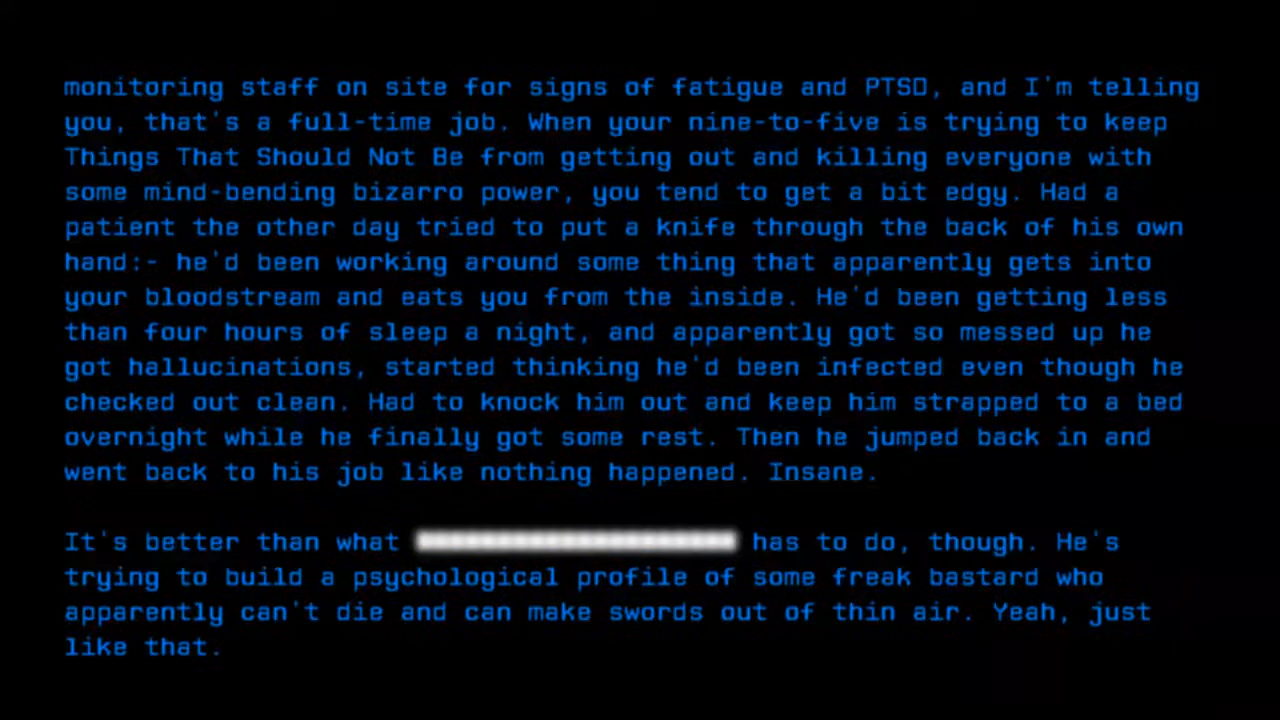 monitoring staff on site for signs of fatigue and PTSD, and I'm telling
you, that's a full-time job. When your nine-to-five is trying to keep
Things That Should Not Be from getting out and killing everyone with
some mind-bending bizarro power, you tend to get a bit edgy. Had a
patient the other day tried to put a knife through the back of his own
hand:- he'd been working around some thing that apparently gets into
your bloodstream and eats you from the inside. He'd been getting less
than four hours of sleep a night, and apparently got so messed up he
got hallucinations, started thinking he'd been infected even though he
checked out clean. Had to knock him out and keep him strapped to a bed
overnight while he finally got some rest. Then he jumped back in and
went back to his job like nothing happened. Insane.
It's better than what ████████████████████ has to do, though. He's
trying to build a psychological profile of some freak bastard who
apparently can't die and can make swords out of thin air. Yeah, just
like that.